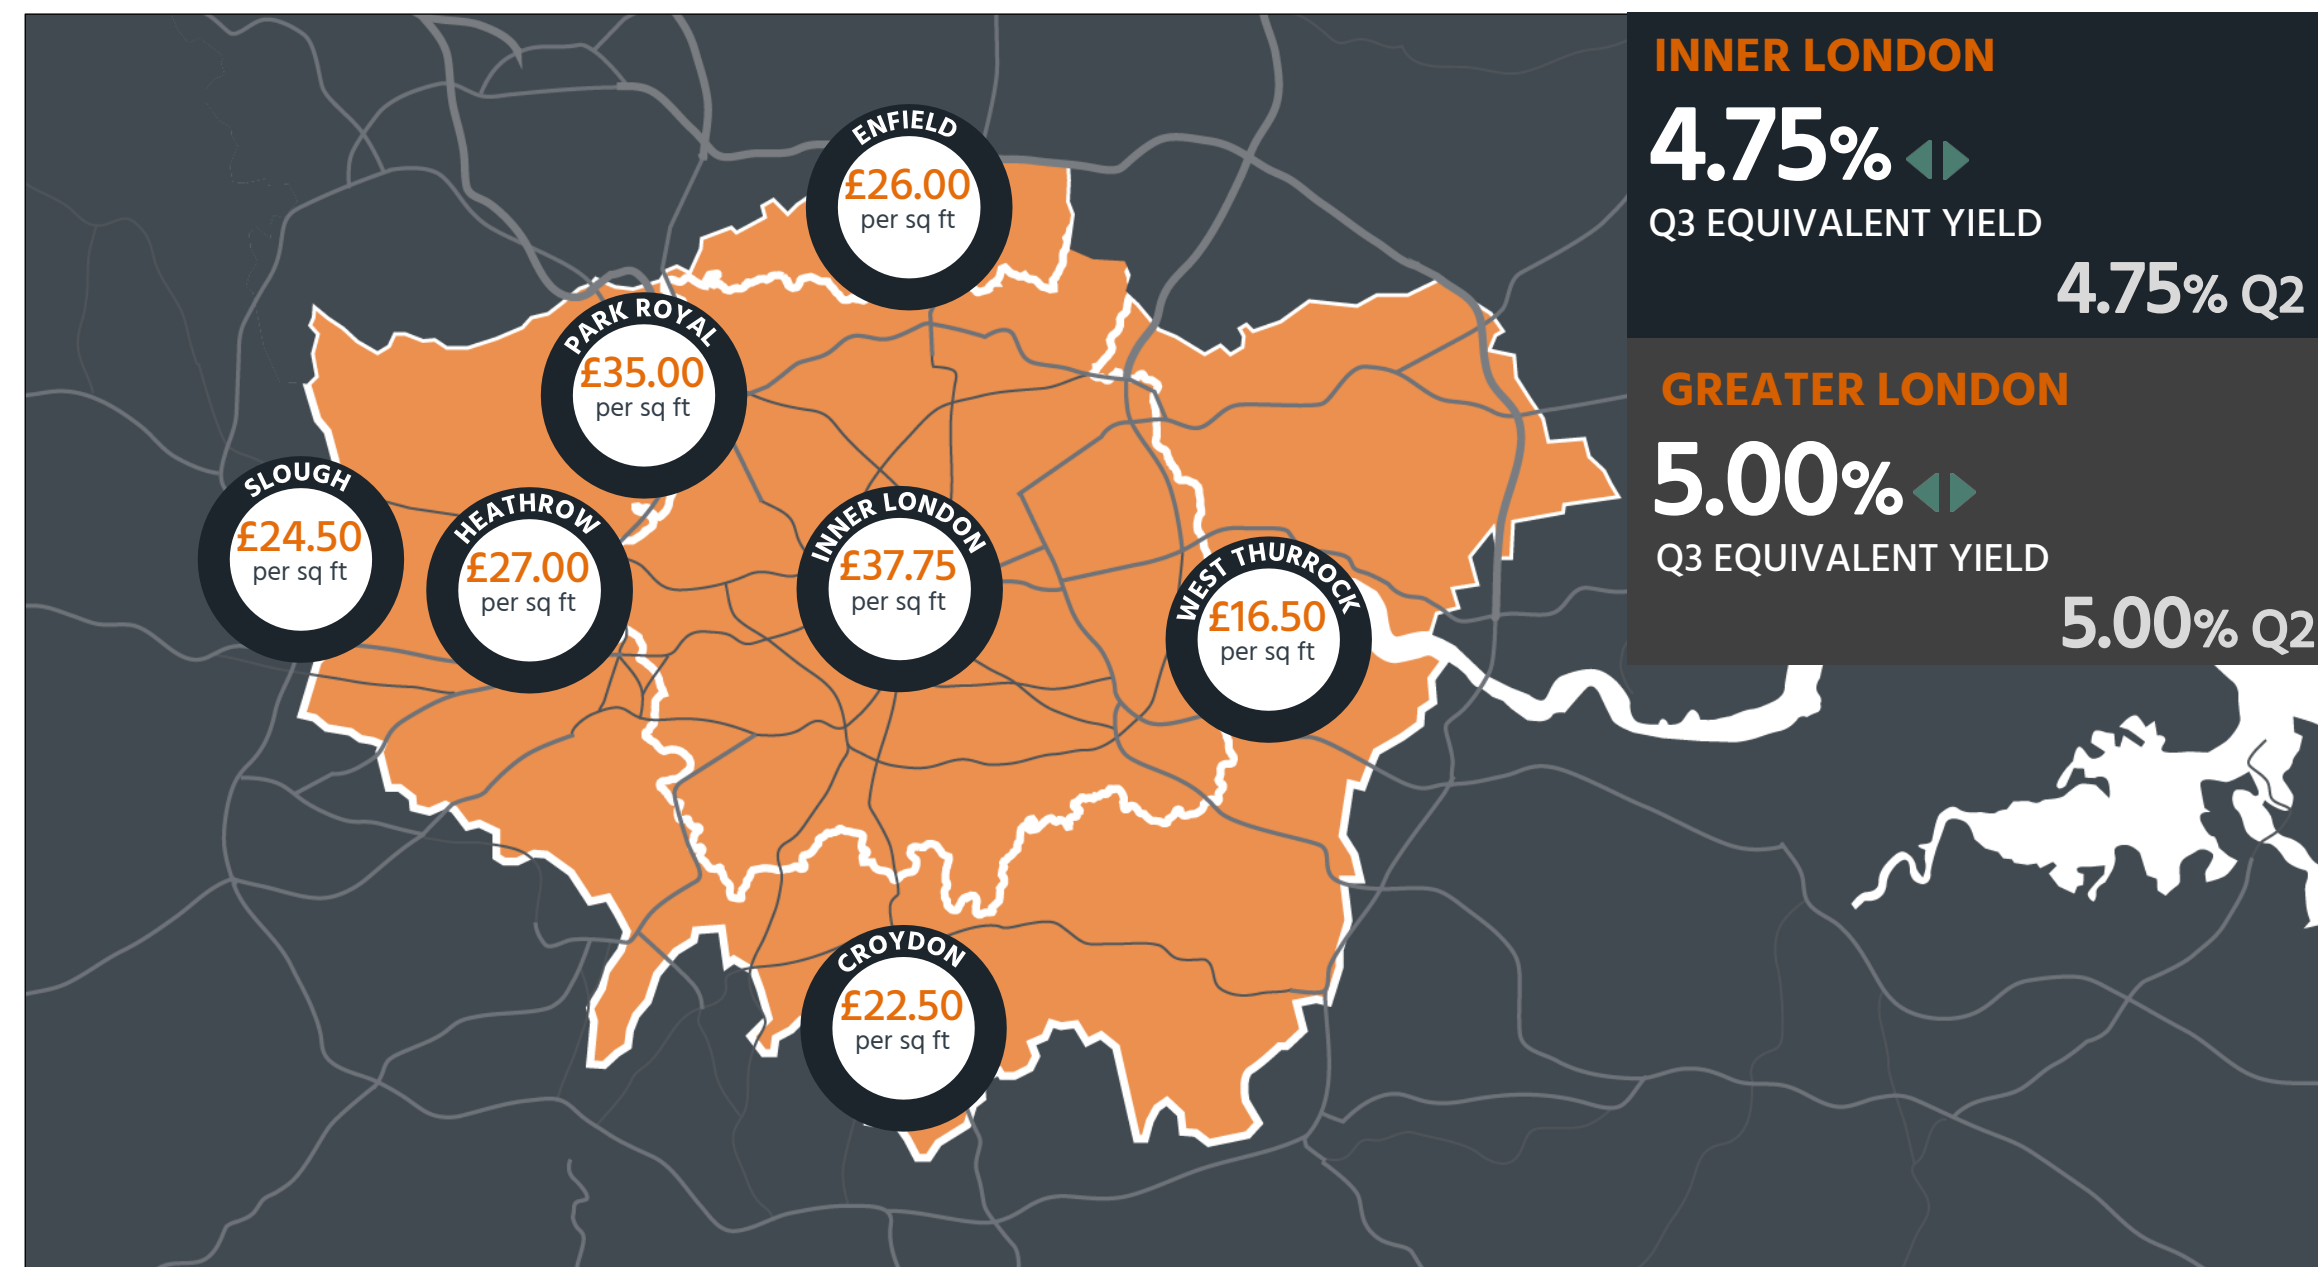 INNER LONDON
4.75%
Q3 EQUIVALENT YIELD
4.75% Q2
GREATER LONDON
5.00%
Q3 EQUIVALENT YIELD
5.00% Q2
ENFIELD
£26.00
per sq ft
PARK ROYAL
£35.00
per sq ft
SLOUGH
£24.50
per sq ft
HEATHROW
£27.00
per sq ft
INNER LONDON
£37.75
per sq ft
WEST THURROCK
£16.50
per sq ft
CROYDON
£22.50
per sq ft